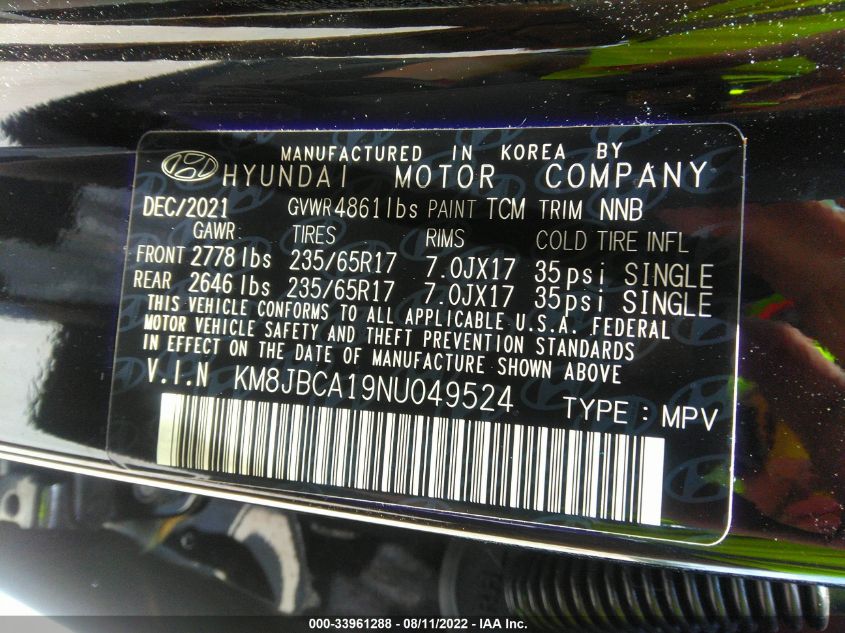 MANUFACTURED IN KOREA BY
HYUNDAI MOTOR COMPANY
DEC/2021 GVWR4861lbs PAINT TCM TRIM NNB
GAWR: TIRES RIMS COLD TIRE INFL
FRONT 2778 lbs 235/65R17 7.0JX17 35psi SINGLE
REAR 2646 lbs 235/65R17 7.0JX17 35psi SINGLE
THIS VEHICLE CONFORMS TO ALL APPLICABLE U.S.A. FEDERAL
MOTOR VEHICLE SAFETY AND THEFT PREVENTION STANDARDS
IN EFFECT ON THE DATE OF MANUFACTURE SHOWN ABOVE
V.I.N KM8JBCA19NU049524 TYPE : MPV
000-33961288 - 08/11/2022 - IAA Inc.